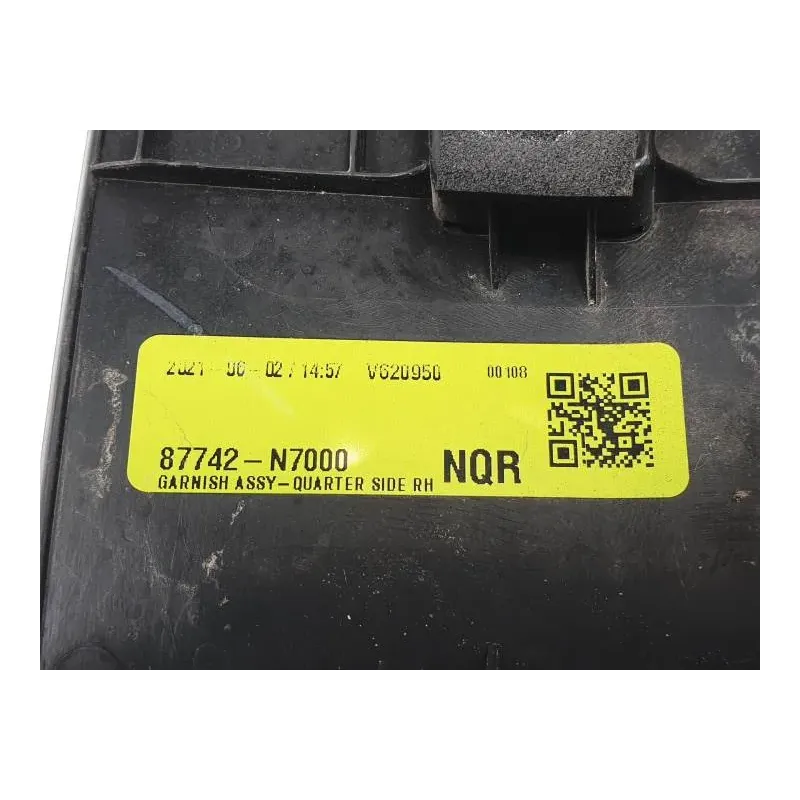 2021-06-02 / 14:57 V620950 00108
87742-N7000 NQR
GARNISH ASSY-QUARTER SIDE RH